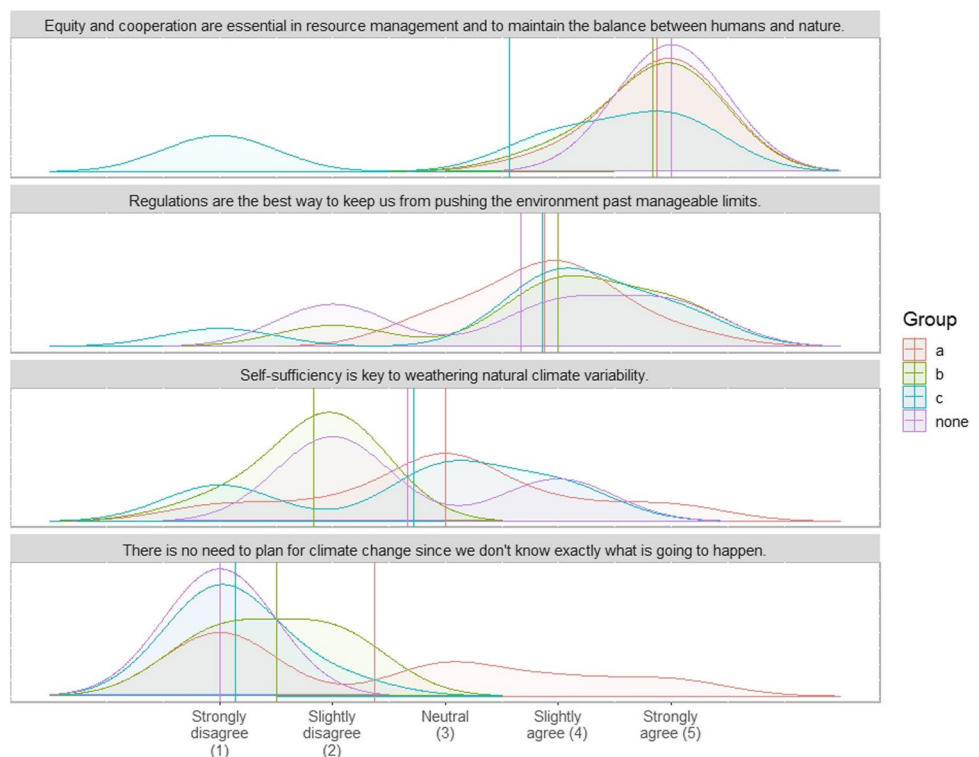 Equity and cooperation are essential in resource management and to maintain the balance between humans and nature.
Regulations are the best way to keep us from pushing the environment past manageable limits.
Self-sufficiency is key to weathering natural climate variability.
There is no need to plan for climate change since we don't know exactly what is going to happen.
Group
a
b
c
none
Strongly
disagree
(1)
Slightly
disagree
(2)
Neutral
(3)
Slightly
agree (4)
Strongly
agree (5)